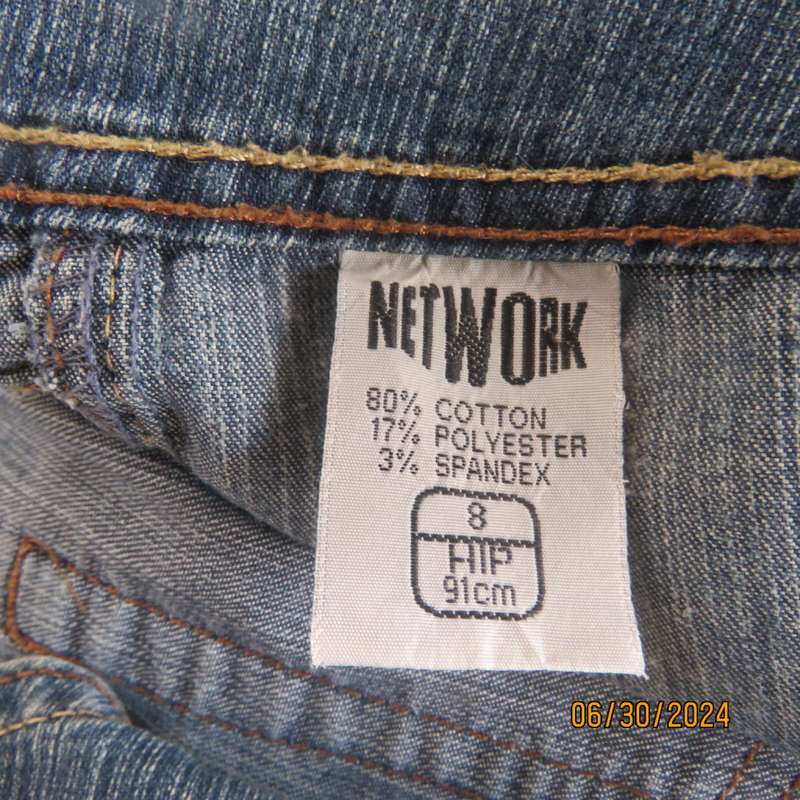 NETWORK
80% COTTON
17% POLYESTER
3% SPANDEX
8
HIP
91cm
06/30/2024